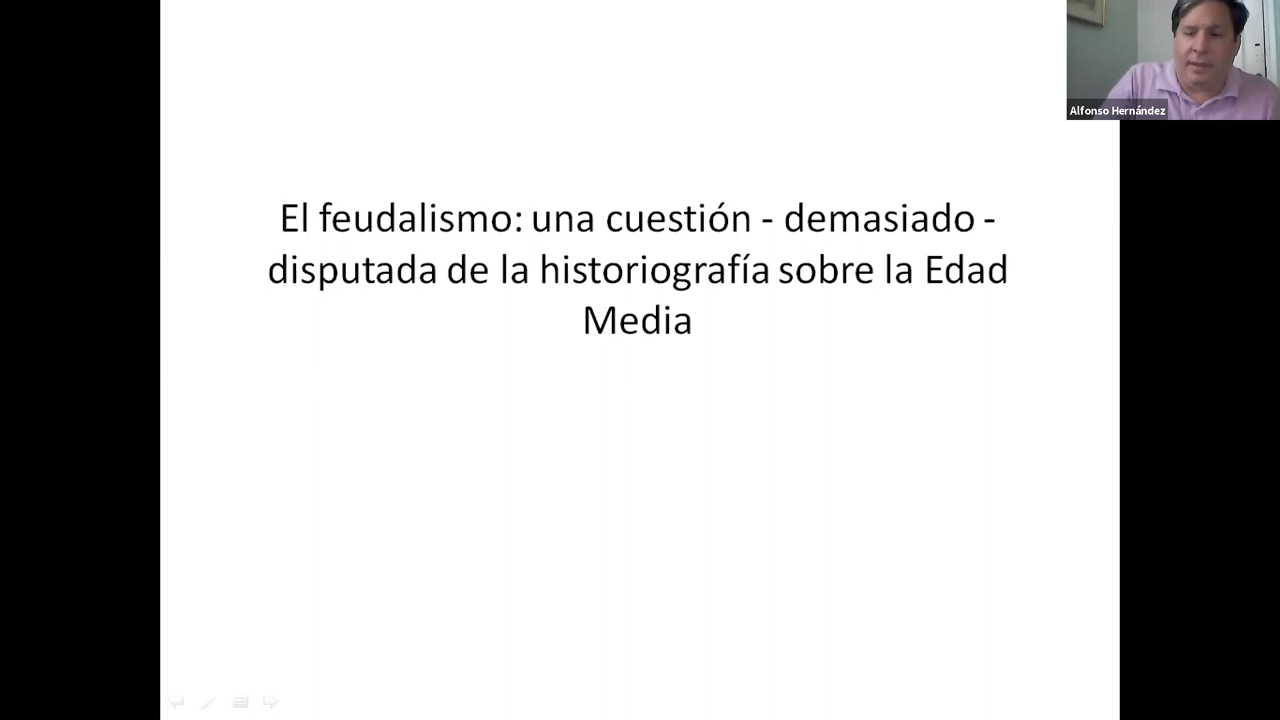 Alfonso Hernández
El feudalismo: una cuestión - demasiado -
disputada de la historiografía sobre la Edad
Media